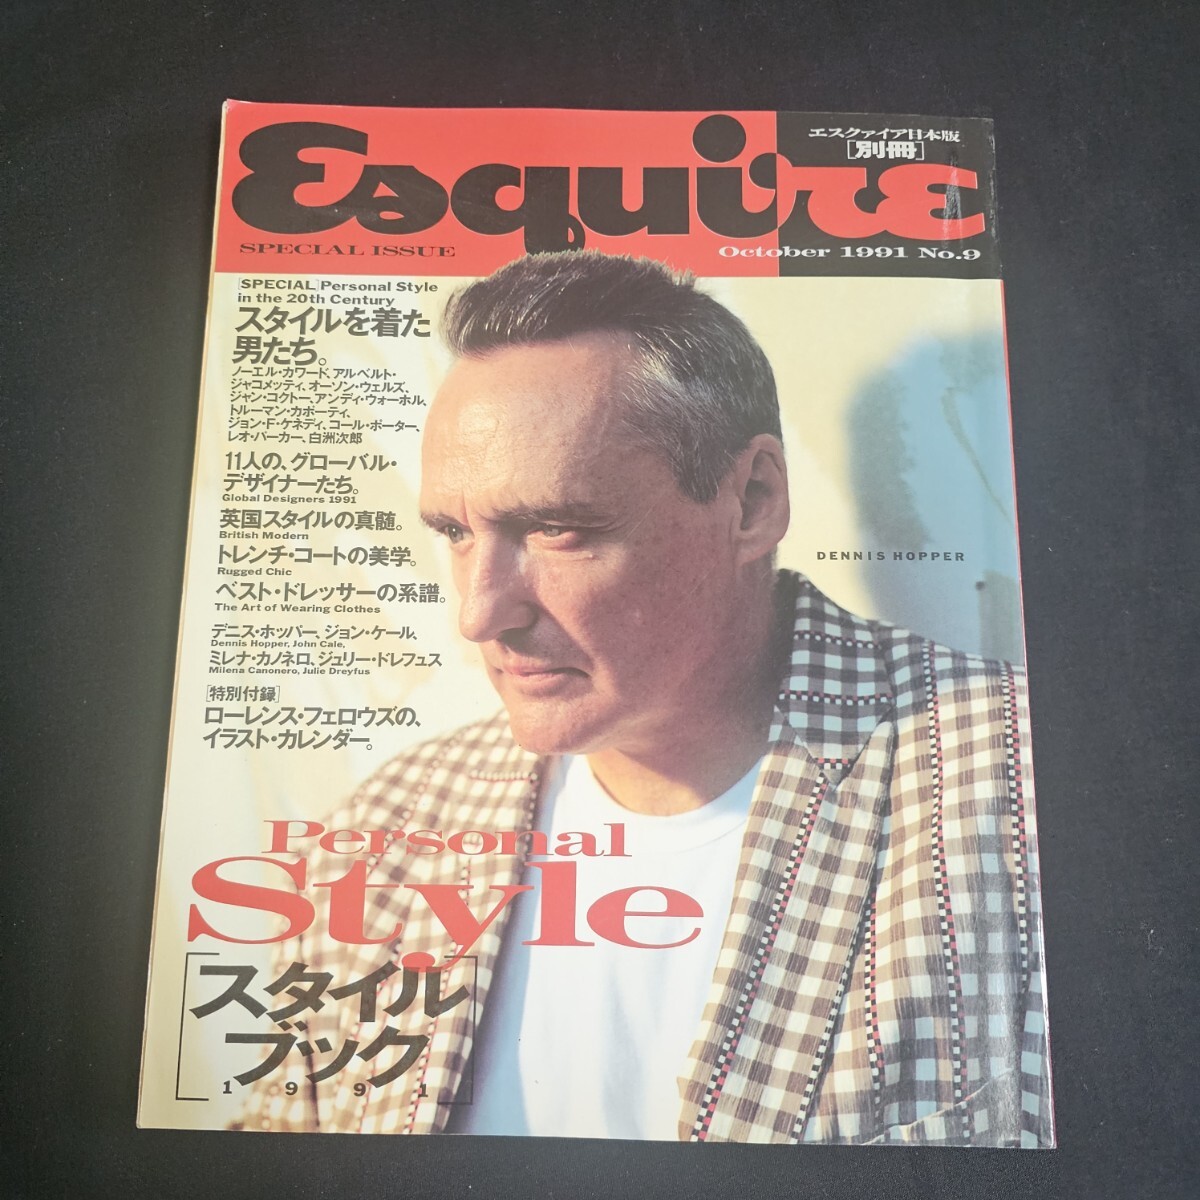 エスクァイア日本版
[別冊]
Esquire
SPECIAL ISSUE
October 1991 No.9
[SPECIAL] Personal Style
in the 20th Century
スタイルを着た
男たち。
ノーエル・カワード、アルベルト・
ジャコメッティ、オーソン・ウェルズ、
ジャン・コクトー、アンディ・ウォーホル、
トルーマン・カポーティ、
ジョン・F・ケネディ、コール・ポーター、
レオ・バーカー、白洲次郎
11人の、グローバル・
デザイナーたち。
Global Designers 1991
英国スタイルの真髄。
British Modern
トレンチ・コートの美学。
Rugged Chic
ベスト・ドレッサーの系譜。
The Art of Wearing Clothes
デニス・ホッパー、ジョン・ケール、
Dennis Hopper, John Cale,
ミレナ・カノネロ、ジュリー・ドレフュス
Milena Canonero, Julie Dreyfus
[特別付録]
ローレンス・フェロウズの、
イラスト・カレンダー。
DENNIS HOPPER
Personal
Style
[スタイル
ブック]
1991